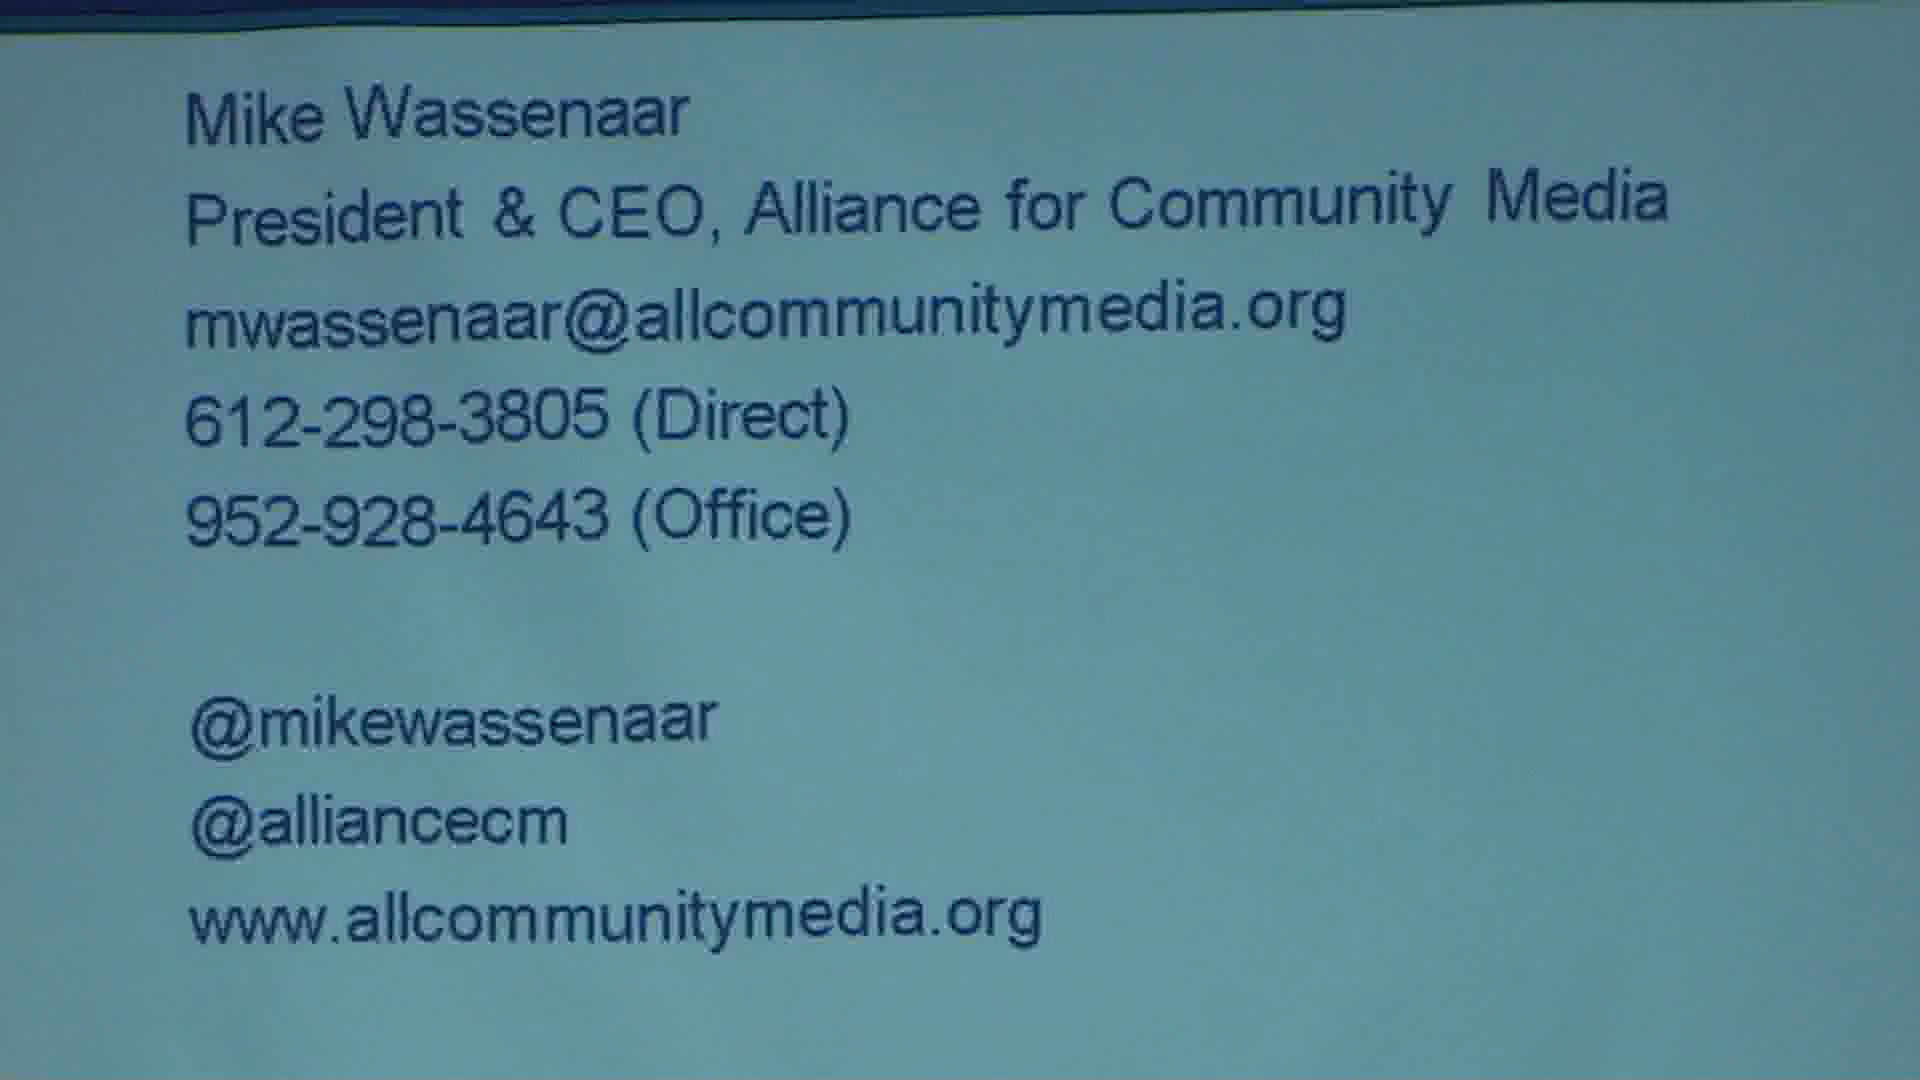 Mike Wassenaar
President & CEO, Alliance for Community Media
mwassenaar@allcommunitymedia.org
612-298-3805 (Direct)
952-928-4643 (Office)
@mikewassenaar
@alliancecm
www.allcommunitymedia.org